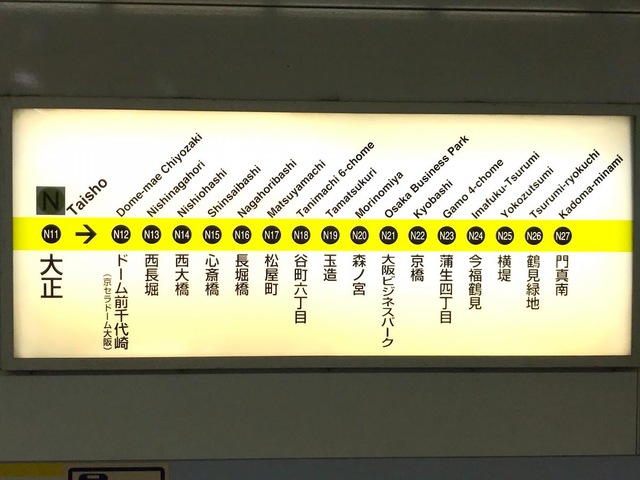 N
Taisho
Dome-mae Chiyozaki
Nishinagahori
Nishiohashi
Shinsaibashi
Nagahoribashi
Matsuyamachi
Tanimachi 6-chome
Tamatsukuri
Morinomiya
Osaka Business Park
Kyobashi
Gamo 4-chome
Imafuku-Tsurumi
Yokozutsumi
Tsurumi-ryokuchi
Kadoma-minami
N11 → N12 N13 N14 N15 N16 N17 N18 N19 N20 N21 N22 N23 N24 N25 N26 N27
大正
ドーム前千代崎
(京セラドーム大阪)
西長堀
西大橋
心斎橋
長堀橋
松屋町
谷町六丁目
玉造
森ノ宮
大阪ビジネスパーク
京橋
蒲生四丁目
今福鶴見
横堤
鶴見緑地
門真南